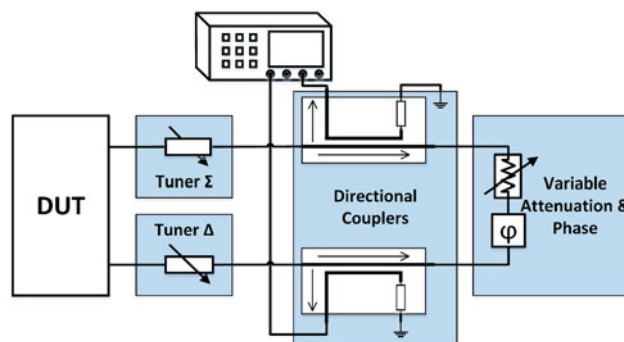 DUT
Tuner Σ
Tuner Δ
Directional
Couplers
Variable
Attenuation &
Phase
φ